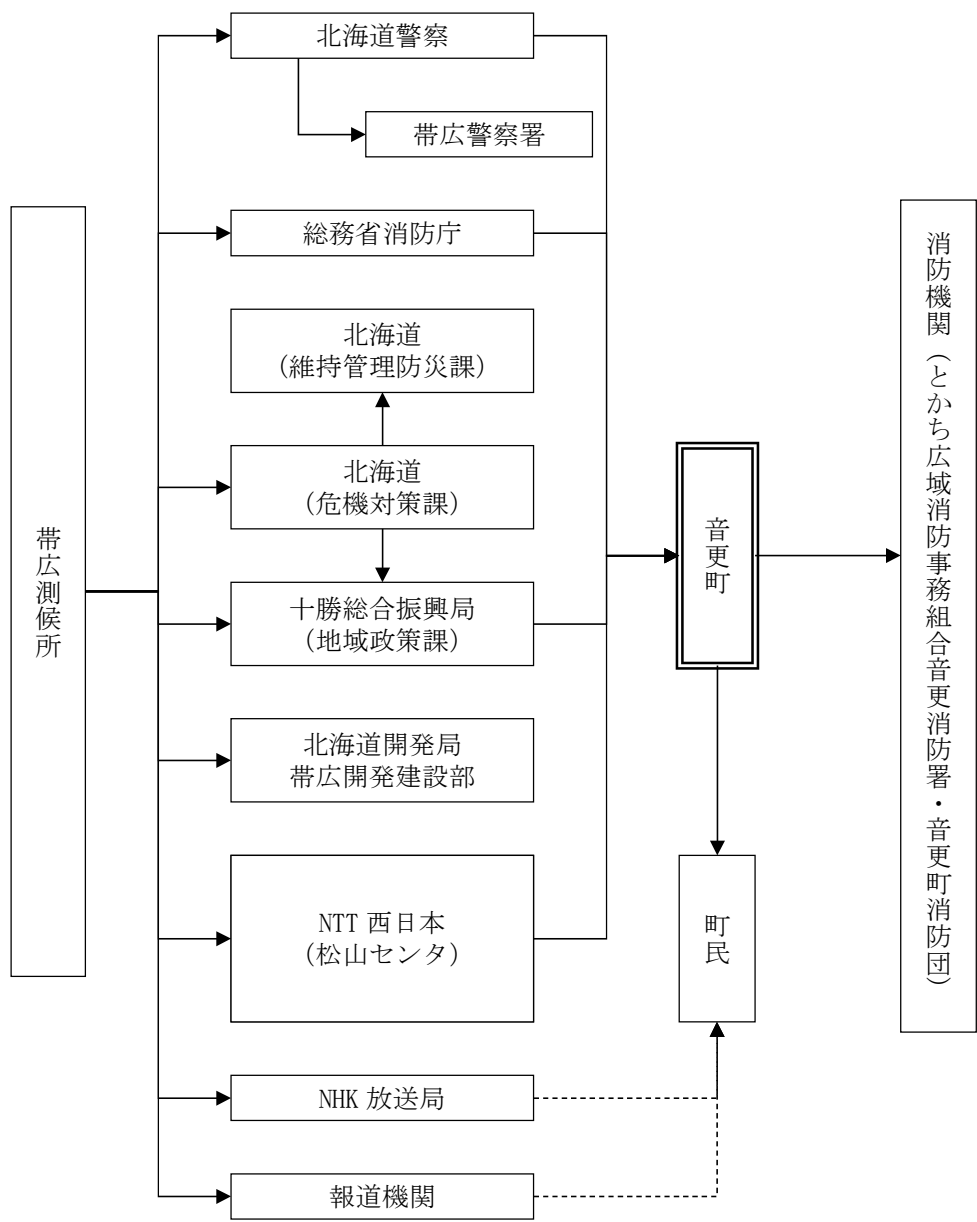 帯広測候所
北海道警察
帯広警察署
総務省消防庁
北海道
（維持管理防災課）
北海道
（危機対策課）
十勝総合振興局
（地域政策課）
北海道開発局
帯広開発建設部
NTT 西日本
（松山センタ）
NHK 放送局
報道機関
音更町
町民
消防機関（とかち広域消防事務組合音更消防署・音更町消防団）